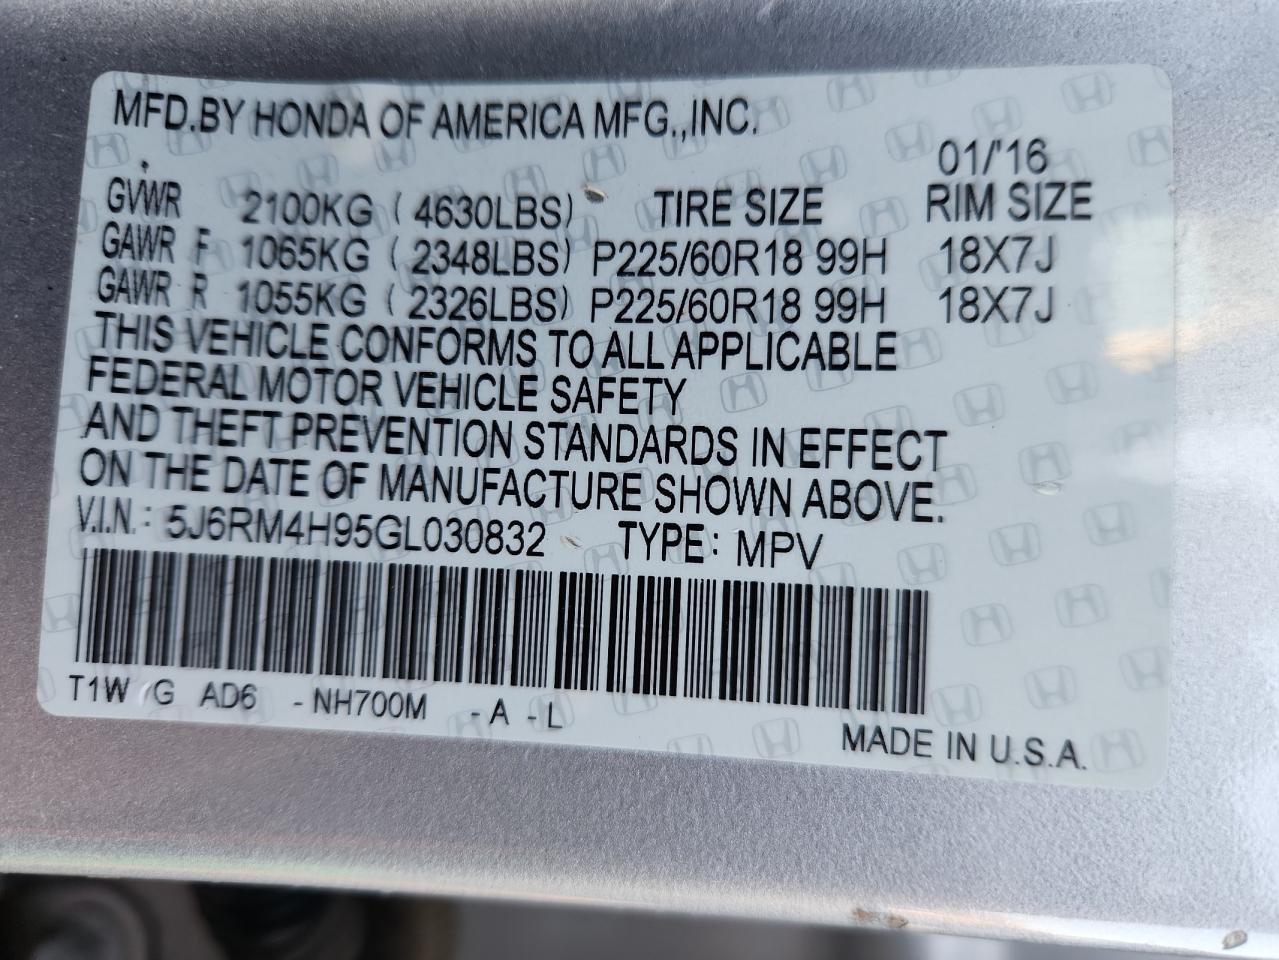 MFD.BY HONDA OF AMERICA MFG.,INC.
01/'16
GVWR 2100KG ( 4630LBS) TIRE SIZE RIM SIZE
GAWR F 1065KG ( 2348LBS) P225/60R18 99H 18X7J
GAWR R 1055KG ( 2326LBS) P225/60R18 99H 18X7J
THIS VEHICLE CONFORMS TO ALL APPLICABLE
FEDERAL MOTOR VEHICLE SAFETY
AND THEFT PREVENTION STANDARDS IN EFFECT
ON THE DATE OF MANUFACTURE SHOWN ABOVE.
V.I.N.: 5J6RM4H95GL030832 TYPE: MPV
T1W /G AD6 -NH700M -A -L
MADE IN U.S.A.